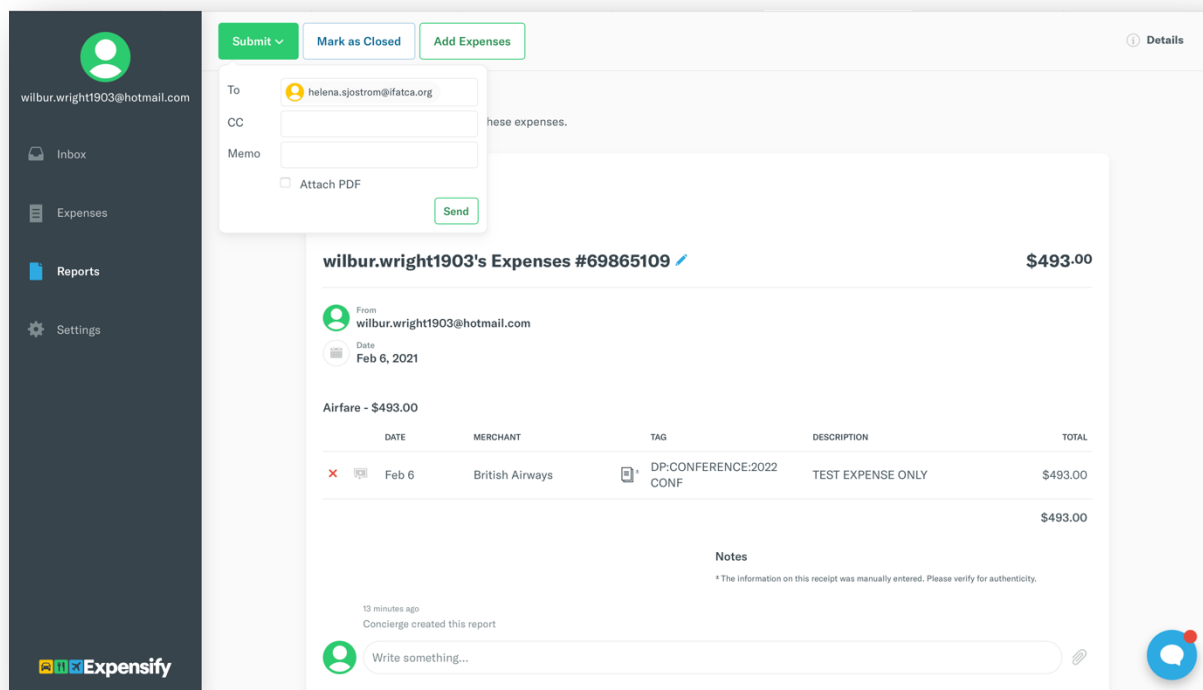 Submit
Mark as Closed
Add Expenses
Details
wilbur.wright1903@hotmail.com
Inbox
Expenses
Reports
Settings
Expensify
To
helena.sjostrom@ifatca.org
CC
Memo
Attach PDF
Send
hese expenses.
wilbur.wright1903's Expenses #69865109
$493.00
From
wilbur.wright1903@hotmail.com
Date
Feb 6, 2021
Airfare - $493.00
DATE MERCHANT TAG DESCRIPTION TOTAL
Feb 6 British Airways DP:CONFERENCE:2022 TEST EXPENSE ONLY $493.00
CONF
$493.00
Notes
* The information on this receipt was manually entered. Please verify for authenticity.
13 minutes ago
Concierge created this report
Write something...